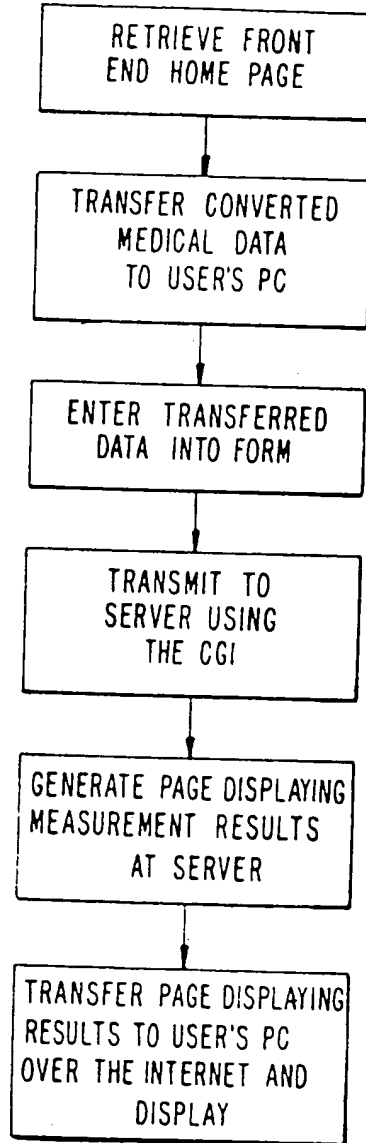 RETRIEVE FRONT
END HOME PAGE
TRANSFER CONVERTED
MEDICAL DATA
TO USER'S PC
ENTER TRANSFERRED
DATA INTO FORM
TRANSMIT TO
SERVER USING
THE CGI
GENERATE PAGE DISPLAYING
MEASUREMENT RESULTS
AT SERVER
TRANSFER PAGE DISPLAYING
RESULTS TO USER'S PC
OVER THE INTERNET AND
DISPLAY